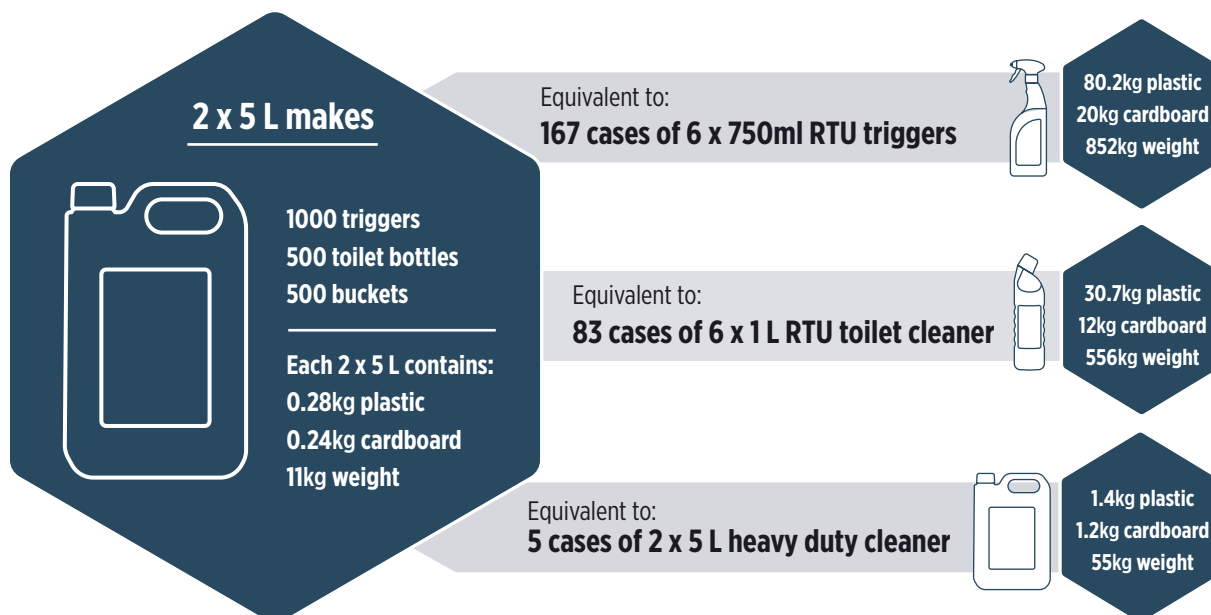 2 x 5 L makes
1000 triggers
500 toilet bottles
500 buckets
Each 2 x 5 L contains:
0.28kg plastic
0.24kg cardboard
11kg weight
Equivalent to:
167 cases of 6 x 750ml RTU triggers
80.2kg plastic
20kg cardboard
852kg weight
Equivalent to:
83 cases of 6 x 1 L RTU toilet cleaner
30.7kg plastic
12kg cardboard
556kg weight
Equivalent to:
5 cases of 2 x 5 L heavy duty cleaner
1.4kg plastic
1.2kg cardboard
55kg weight